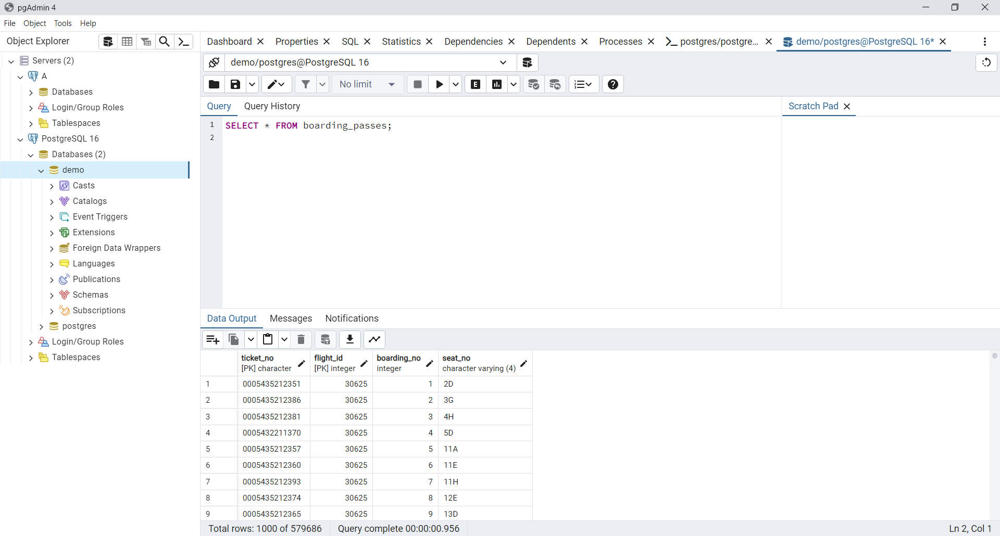 pgAdmin 4
File Object Tools Help
Object Explorer
Dashboard Properties SQL Statistics Dependencies Dependents Processes postgres/postgre... demo/postgres@PostgreSQL 16*
Servers (2)
A
Databases
Login/Group Roles
Tablespaces
PostgreSQL 16
Databases (2)
demo
Casts
Catalogs
Event Triggers
Extensions
Foreign Data Wrappers
Languages
Publications
Schemas
Subscriptions
postgres
Login/Group Roles
Tablespaces
demo/postgres@PostgreSQL 16
No limit
E
Query Query History
Scratch Pad
1 SELECT * FROM boarding_passes;
2
Data Output Messages Notifications
ticket_no flight_id boarding_no seat_no
[PK] character [PK] integer integer character varying (4)
1 0005435212351 30625 1 2D
2 0005435212386 30625 2 3G
3 0005435212381 30625 3 4H
4 0005432211370 30625 4 5D
5 0005435212357 30625 5 11A
6 0005435212360 30625 6 11E
7 0005435212393 30625 7 11H
8 0005435212374 30625 8 12E
9 0005435212365 30625 9 13D
Total rows: 1000 of 579686 Query complete 00:00:00.956 Ln 2, Col 1